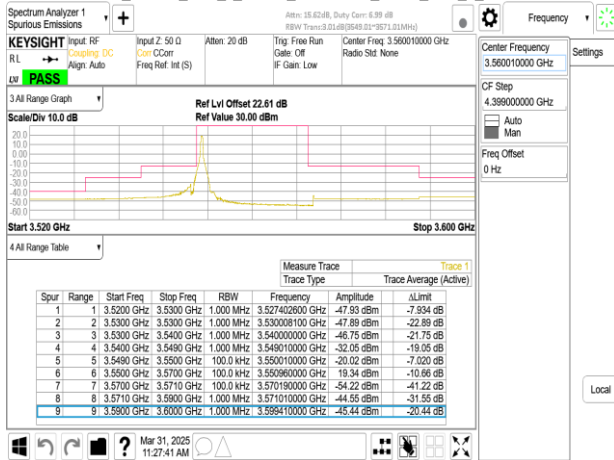 Spectrum Analyzer 1
Spurious Emissions
Attn: 15.62dB, Duty Corr: 6.99 dB
RBW Trans:3.01dB(3549.01~3571.01MHz)
Frequency
KEYSIGHT
RL
Input: RF
Coupling: DC
Align: Auto
Input Z: 50 Ω
Corr CCorr
Freq Ref: Int (S)
Atten: 20 dB
Trig: Free Run
Gate: Off
IF Gain: Low
Center Freq: 3.560010000 GHz
Radio Std: None
LXI PASS
Center Frequency
3.560010000 GHz
Settings
CF Step
4.399000000 GHz
Auto
Man
Freq Offset
0 Hz
3 All Range Graph
Scale/Div 10.0 dB
Ref Lvl Offset 22.61 dB
Ref Value 30.00 dBm
20.0
10.0
0.00
-10.0
-20.0
-30.0
-40.0
-50.0
-60.0
Start 3.520 GHz
Stop 3.600 GHz
4 All Range Table
Measure Trace Trace 1
Trace Type Trace Average (Active)
Spur Range Start Freq Stop Freq RBW Frequency Amplitude ΔLimit
1 1 3.5200 GHz 3.5300 GHz 1.000 MHz 3.527402600 GHz -47.93 dBm -7.934 dB
2 2 3.5300 GHz 3.5300 GHz 1.000 MHz 3.530008100 GHz -47.89 dBm -22.89 dB
3 3 3.5300 GHz 3.5400 GHz 1.000 MHz 3.540000000 GHz -46.75 dBm -21.75 dB
4 4 3.5400 GHz 3.5490 GHz 1.000 MHz 3.549010000 GHz -32.05 dBm -19.05 dB
5 5 3.5490 GHz 3.5500 GHz 100.0 kHz 3.550010000 GHz -20.02 dBm -7.020 dB
6 6 3.5500 GHz 3.5700 GHz 100.0 kHz 3.550960000 GHz 19.34 dBm -10.66 dB
7 7 3.5700 GHz 3.5710 GHz 100.0 kHz 3.570190000 GHz -54.22 dBm -41.22 dB
8 8 3.5710 GHz 3.5900 GHz 1.000 MHz 3.571010000 GHz -44.55 dBm -31.55 dB
9 9 3.5900 GHz 3.6000 GHz 1.000 MHz 3.599410000 GHz -45.44 dBm -20.44 dB
Local
Mar 31, 2025
11:27:41 AM